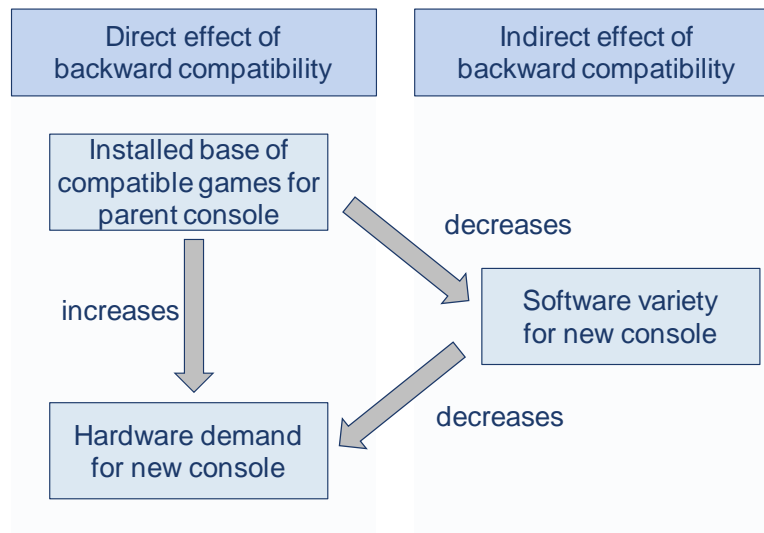 Direct effect of
backward compatibility
Indirect effect of
backward compatibility
Installed base of
compatible games for
parent console
decreases
increases
Software variety
for new console
decreases
Hardware demand
for new console